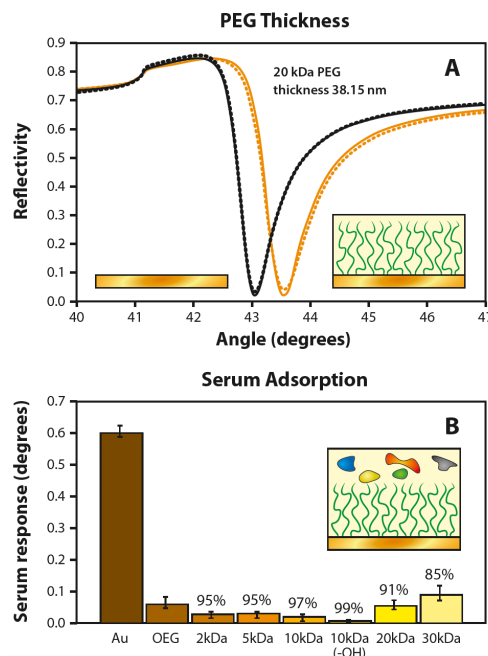 PEG Thickness
A
20 kDa PEG
thickness 38.15 nm
Reflectivity
0.9
0.8
0.7
0.6
0.5
0.4
0.3
0.2
0.1
0.0
40 41 42 43 44 45 46 47
Angle (degrees)
Serum Adsorption
B
Serum response (degrees)
0.7
0.6
0.5
0.4
0.3
0.2
0.1
0.0
95% 95% 97% 99% 91% 85%
Au OEG 2kDa 5kDa 10kDa 10kDa 20kDa 30kDa
(-OH)